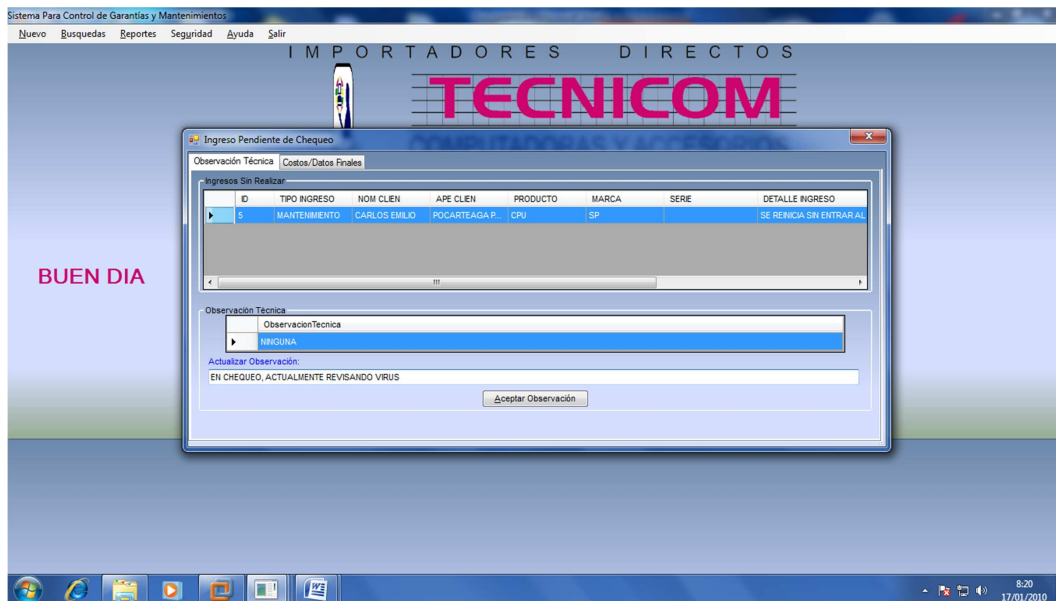 Sistema Para Control de Garantías y Mantenimientos
Nuevo Busquedas Reportes Seguridad Ayuda Salir
IMPORTADORES DIRECTOS
TECNICOM
COMPUTADORAS Y ACCESORIOS
Ingreso Pendiente de Chequeo
Observación Técnica Costos/Datos Finales
Ingresos Sin Realizar
ID TIPO INGRESO NOM CLIEN APE CLIEN PRODUCTO MARCA SERIE DETALLE INGRESO
5 MANTENIMIENTO CARLOS EMILIO POCARTEAGA P... CPU SP SE REINICIA SIN ENTRAR AL
BUEN DIA
Observación Técnica
ObservacionTecnica
NINGUNA
Actualizar Observación:
EN CHEQUEO, ACTUALMENTE REVISANDO VIRUS
Aceptar Observación
8:20
17/01/2010